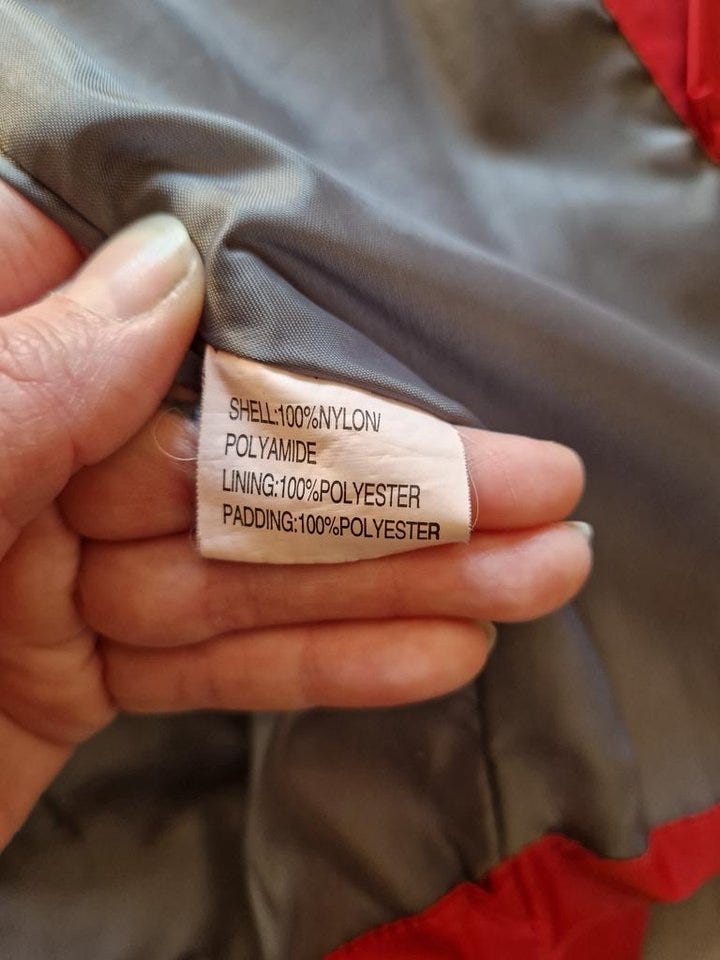 SHELL:100%NYLON/
POLYAMIDE
LINING:100%POLYESTER
PADDING:100%POLYESTER